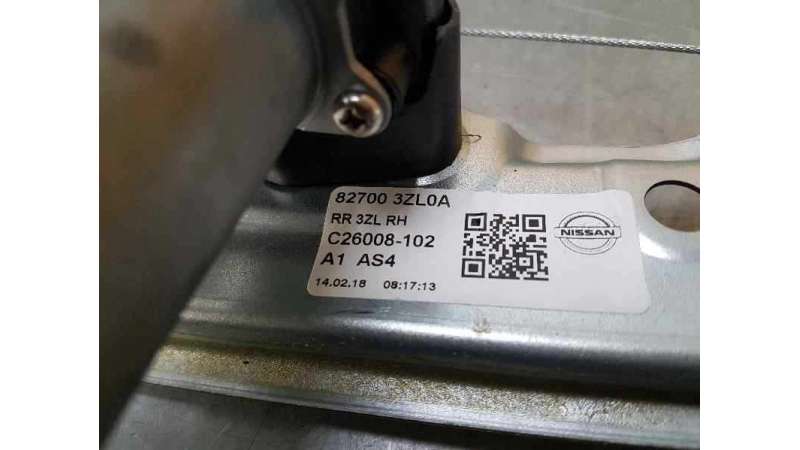 82700 3ZL0A
RR 3ZL RH
C26008-102
A1 AS4
14.02.18 08:17:13
NISSAN